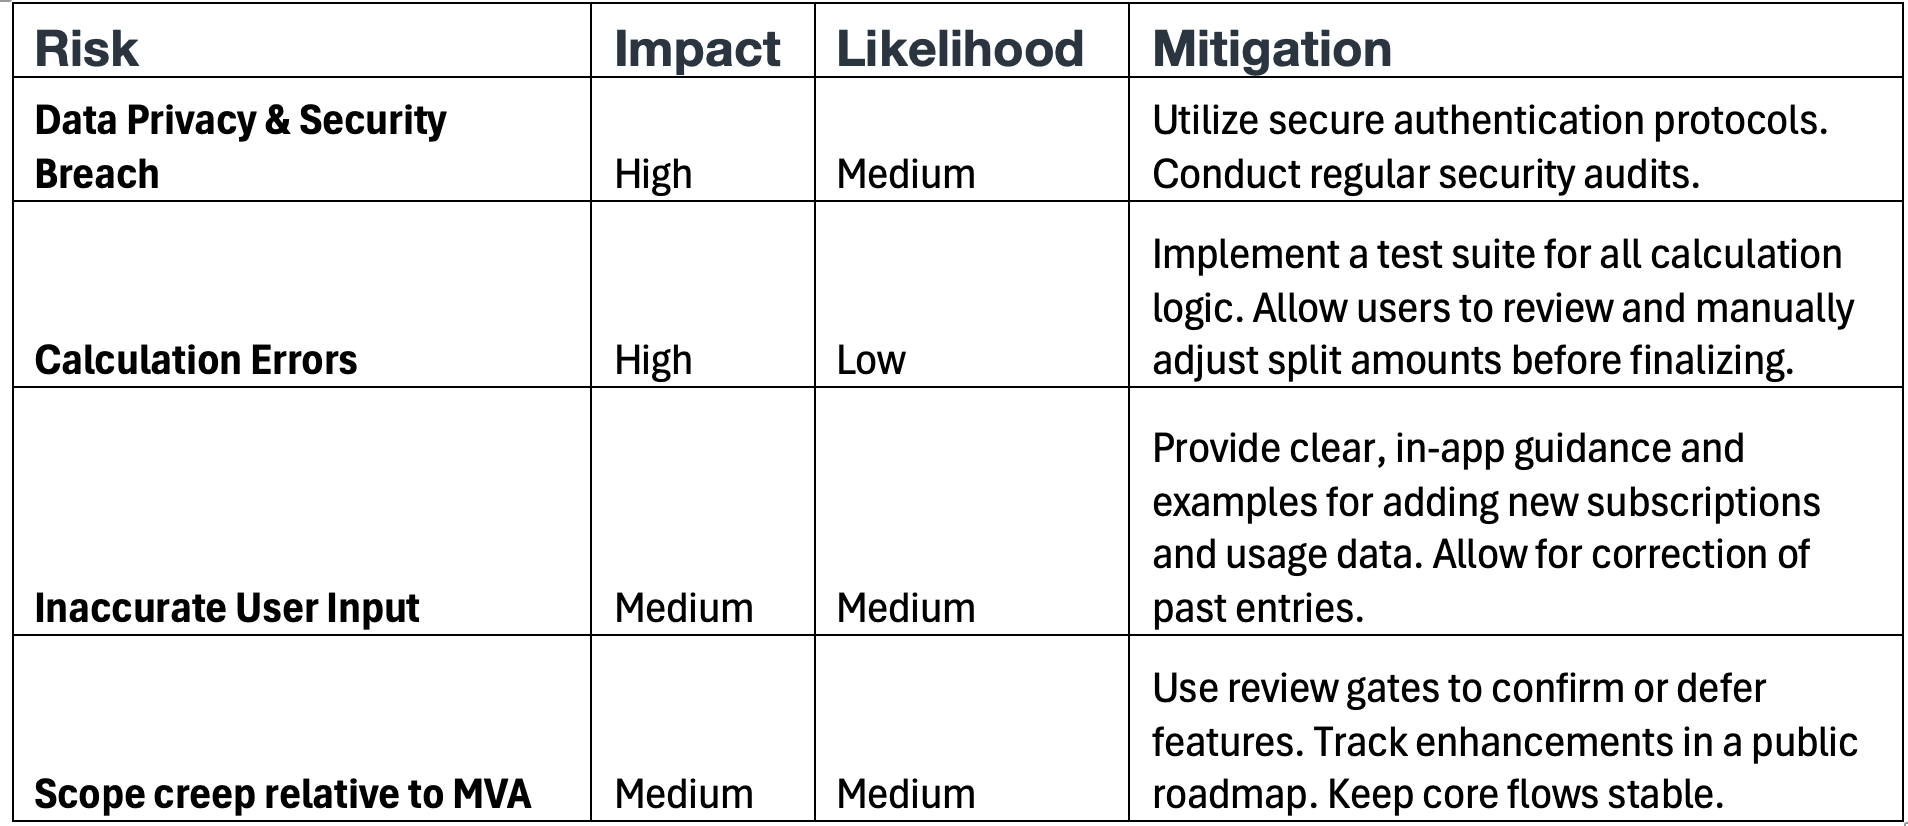 Risk Impact Likelihood Mitigation
Data Privacy & Security
Breach High Medium
Utilize secure authentication protocols.
Conduct regular security audits.
Calculation Errors High Low
Implement a test suite for all calculation
logic. Allow users to review and manually
adjust split amounts before finalizing.
Inaccurate User Input Medium Medium
Provide clear, in-app guidance and
examples for adding new subscriptions
and usage data. Allow for correction of
past entries.
Scope creep relative to MVA Medium Medium
Use review gates to confirm or defer
features. Track enhancements in a public
roadmap. Keep core flows stable.